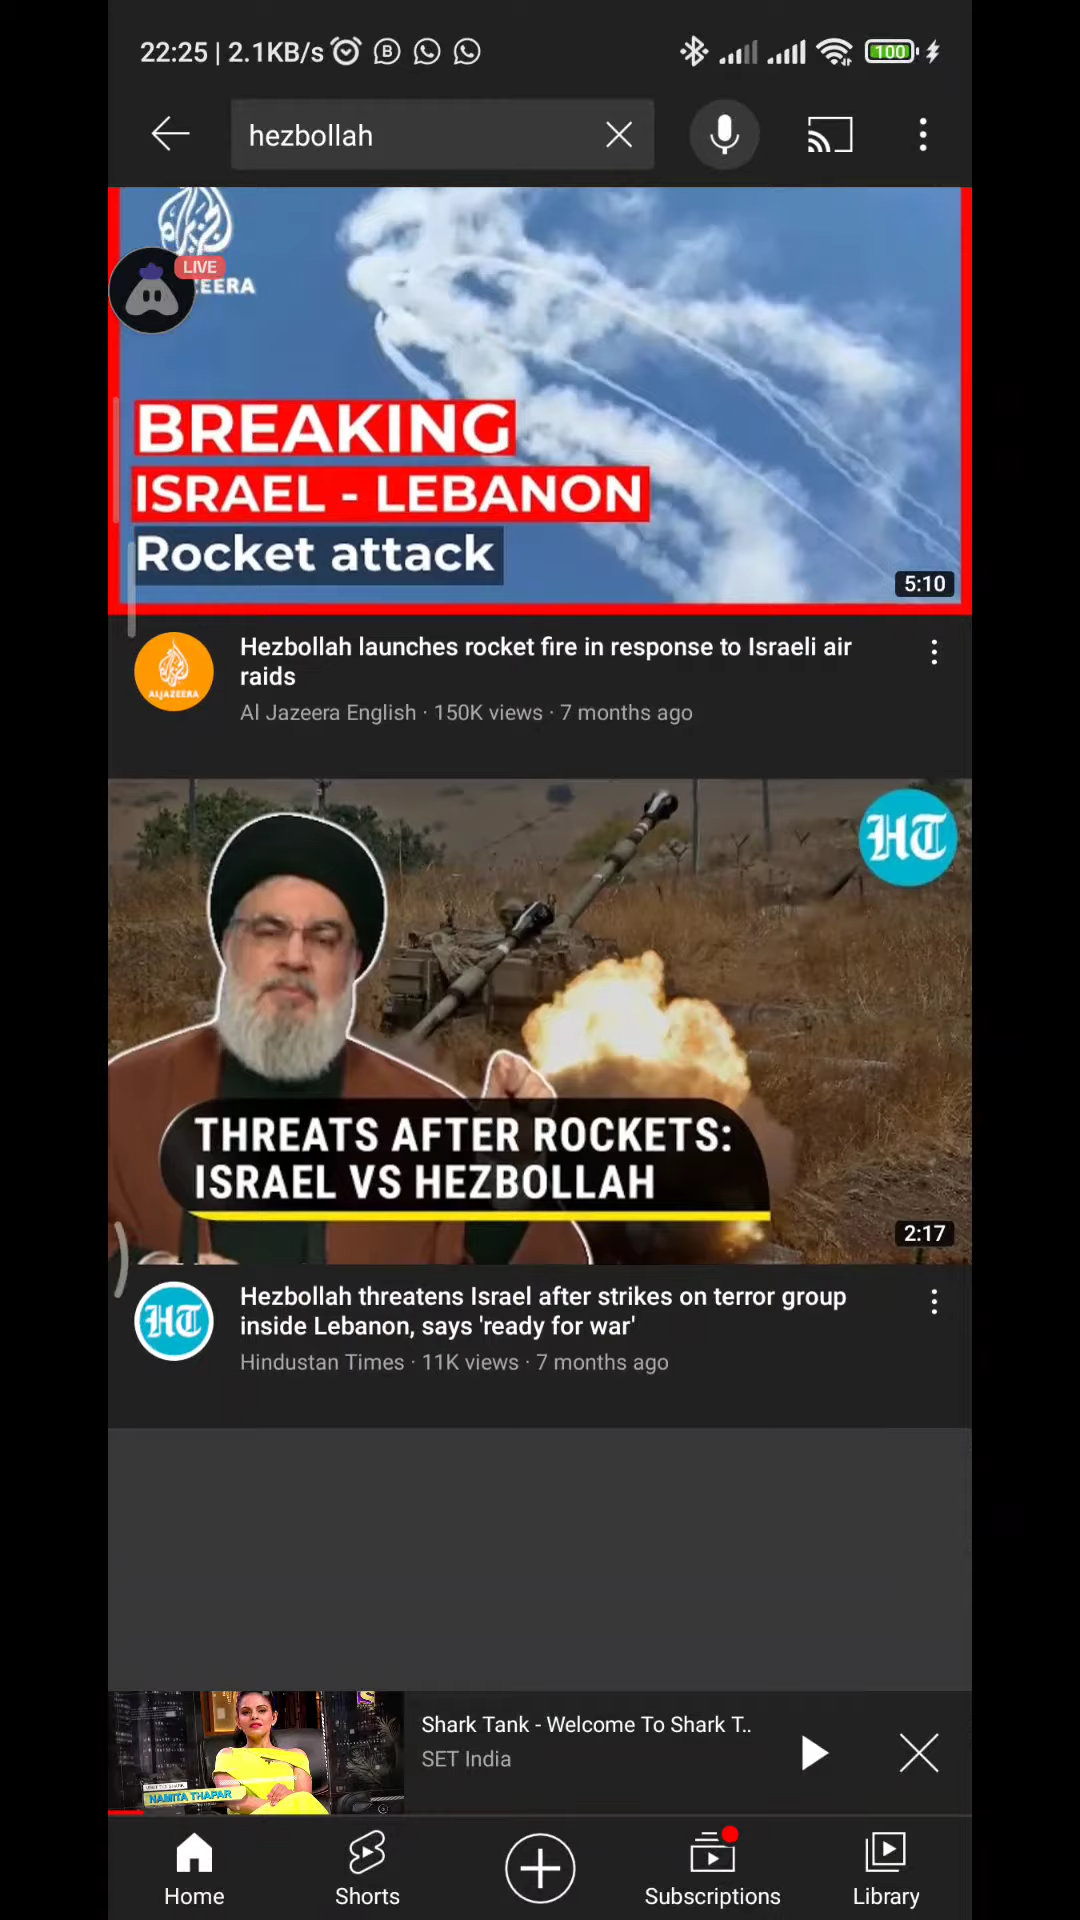 22:25 | 2.1KB/s
100
hezbollah
LIVE
ZEERA
BREAKING
ISRAEL - LEBANON
Rocket attack
5:10
ALJAZEERA
Hezbollah launches rocket fire in response to Israeli air
raids
Al Jazeera English · 150K views · 7 months ago
HT
THREATS AFTER ROCKETS:
ISRAEL VS HEZBOLLAH
2:17
HT
Hezbollah threatens Israel after strikes on terror group
inside Lebanon, says 'ready for war'
Hindustan Times · 11K views · 7 months ago
Shark Tank - Welcome To Shark T..
SET India
NAMITA THAPAR
Home
Shorts
Subscriptions
Library